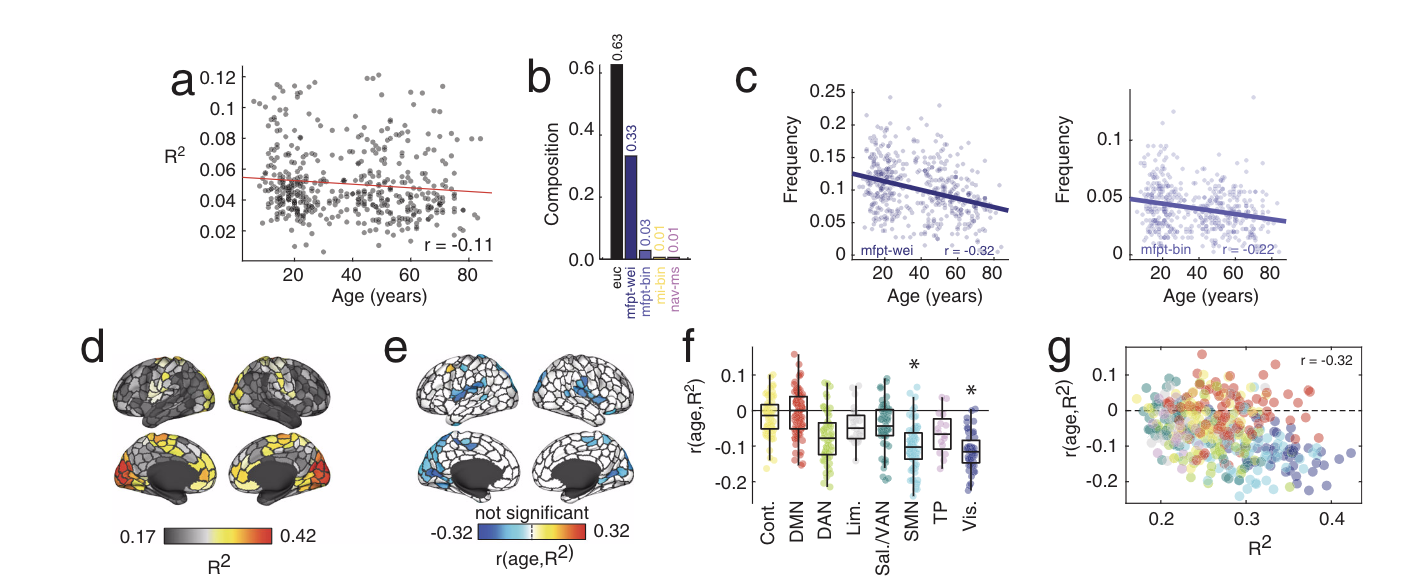 a
0.12
0.1
0.08
0.06
0.04
0.02
R2
r = -0.11
20 40 60 80
Age (years)
b
0.6
0.4
0.2
0.0
Composition
0.63
0.33
0.03
0.01
0.01
euc
mfpt-wei
mfpt-bin
mi-bin
nav-ms
c
0.25
0.2
0.15
0.1
0.05
0
Frequency
mfpt-wei r = -0.32
20 40 60 80
Age (years)
0.1
0.05
0
Frequency
mfpt-bin r = -0.22
20 40 60 80
Age (years)
d
0.17 0.42
R2
e
not significant
-0.32 0.32
r(age,R2)
f
0.1
0
-0.1
-0.2
r(age,R2)
*
*
Cont.
DMN
DAN
Lim.
Sal./VAN
SMN
TP
Vis.
g
r = -0.32
0.1
0
-0.1
-0.2
r(age,R2)
0.2 0.3 0.4
R2